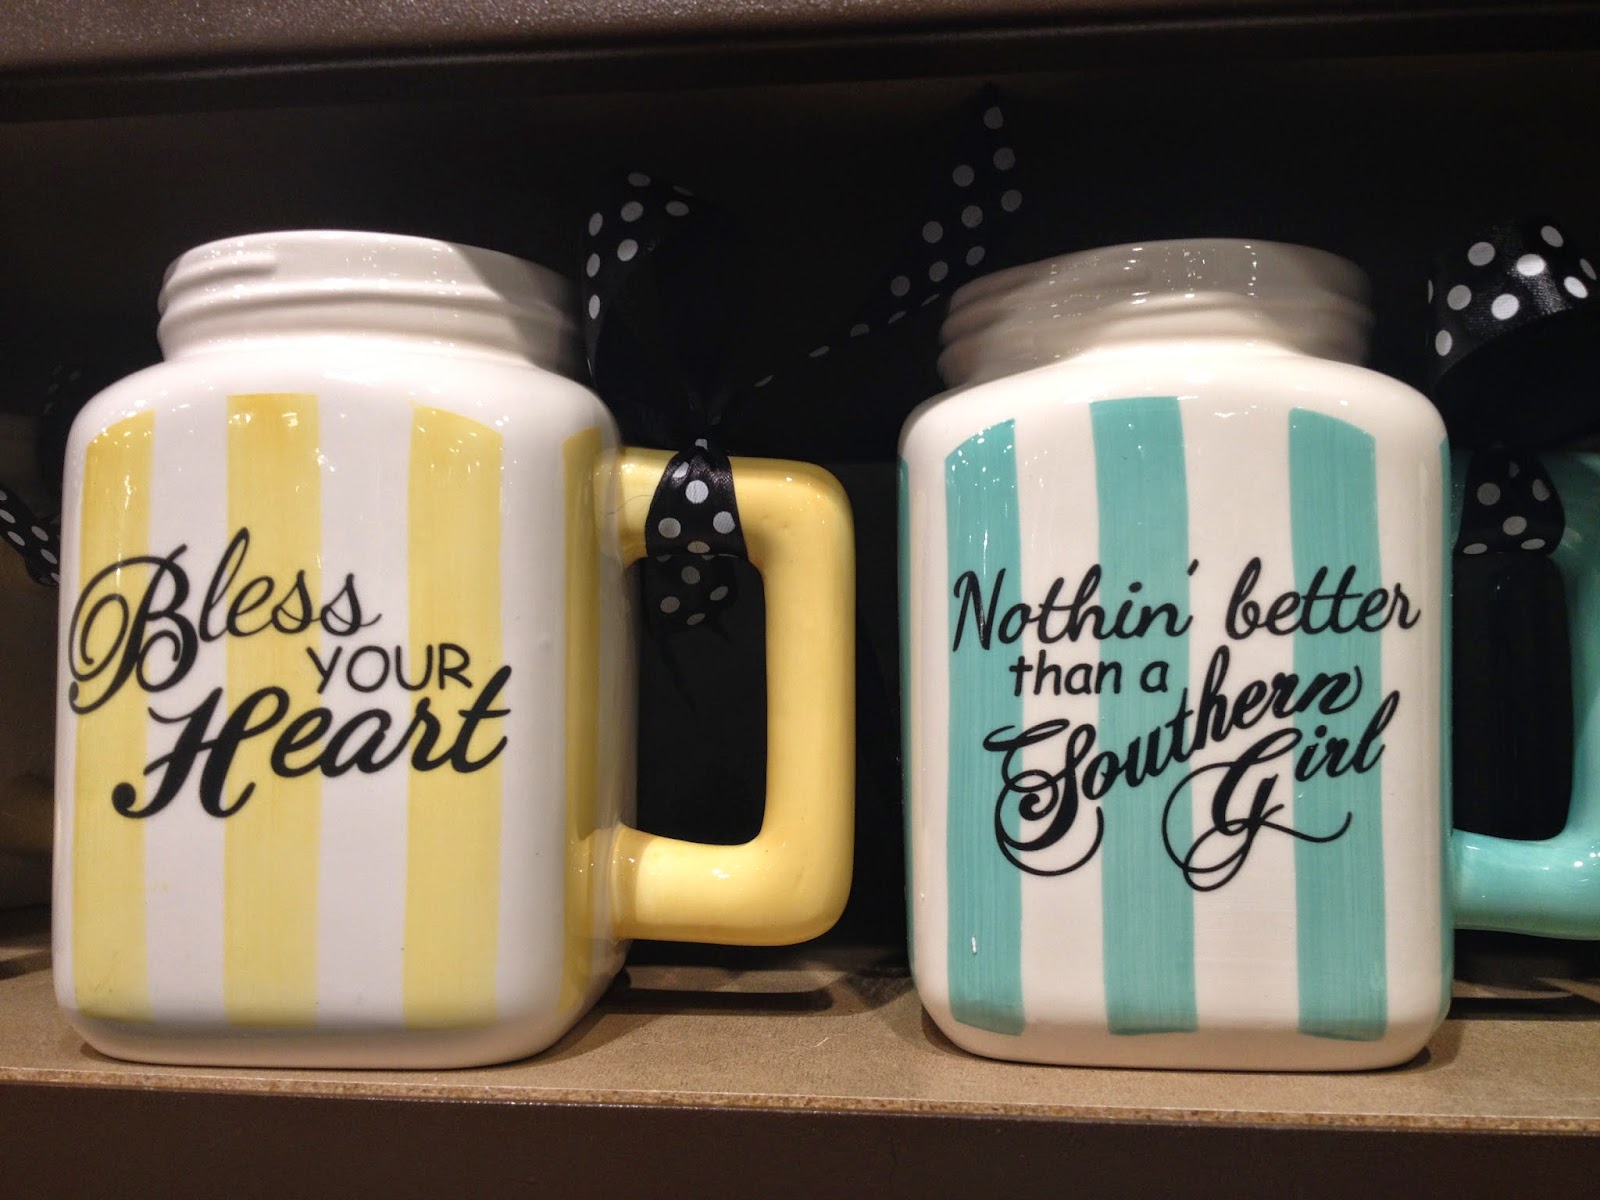 Bless
YOUR
Heart
Nothin' better
than a
Southern
Girl